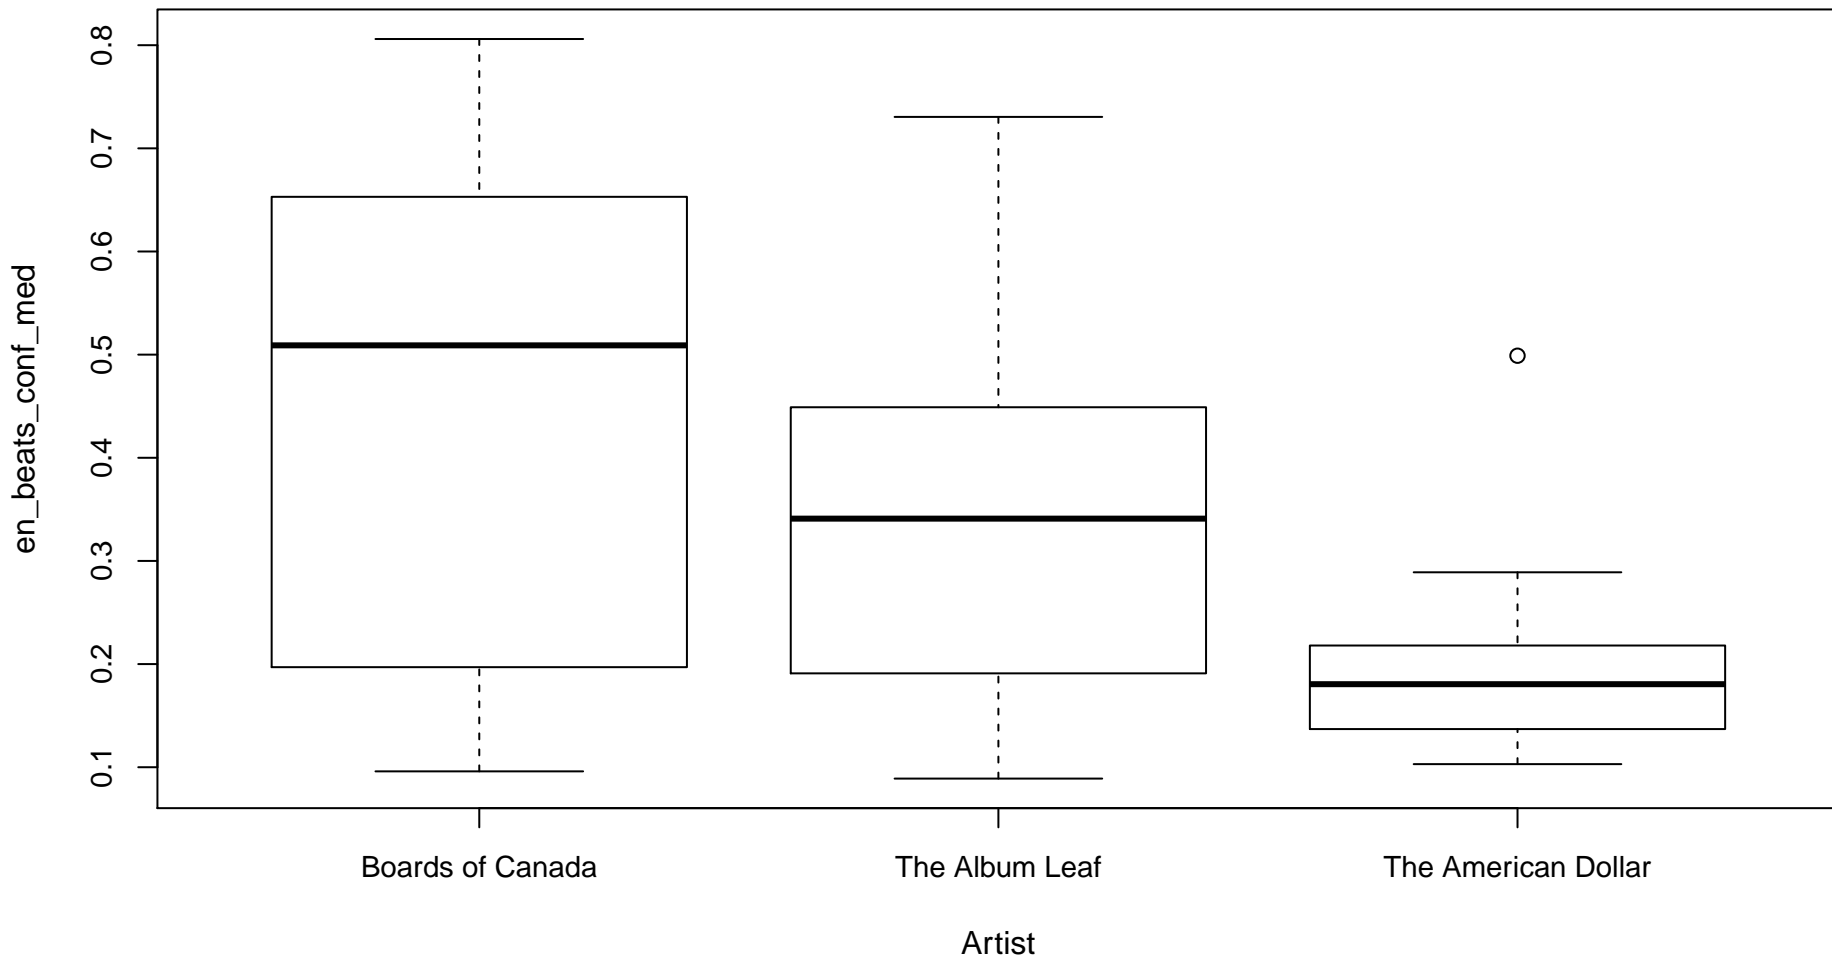 0.8
0.7
0.6
0.5
0.4
0.3
0.2
0.1
en_beats_conf_med
Boards of Canada The Album Leaf The American Dollar
Artist